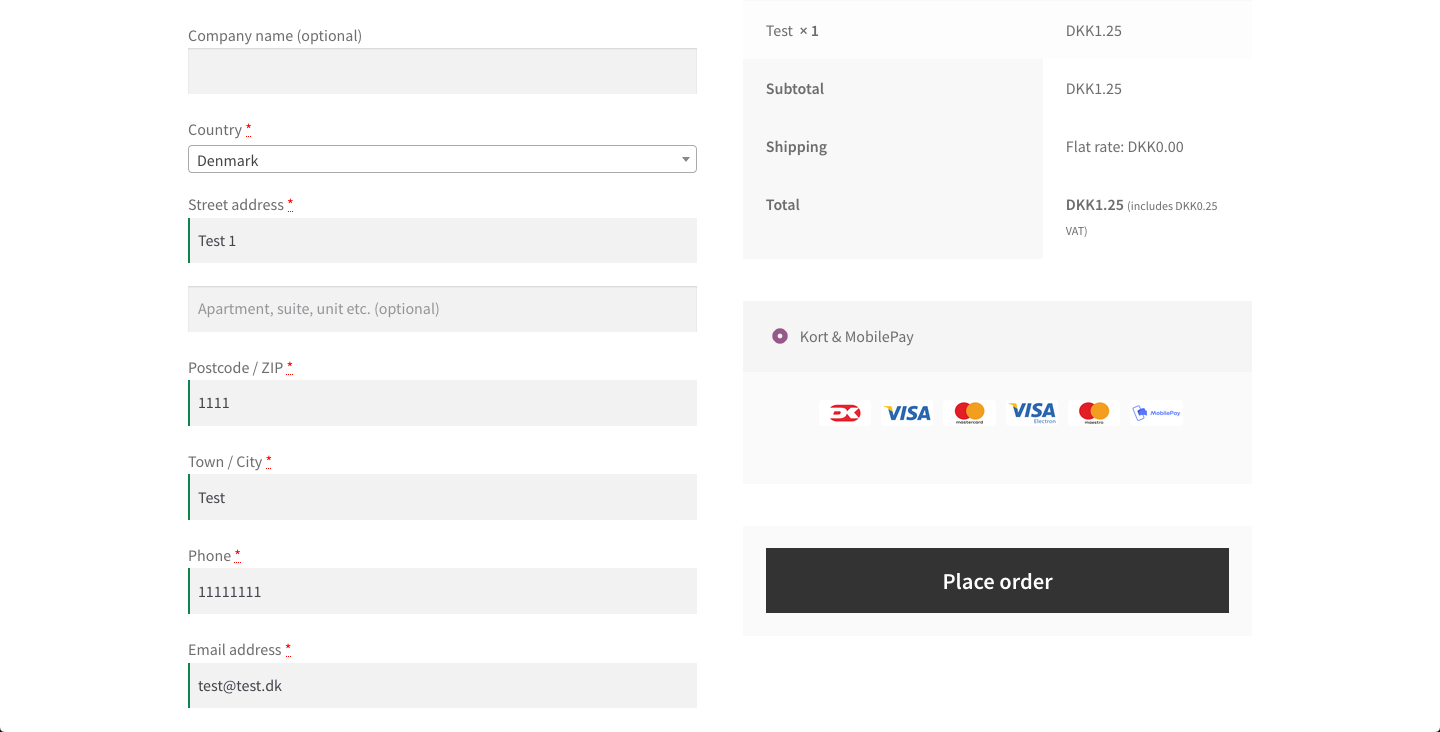 Company name (optional)
Country *
Denmark
Street address *
Test 1
Apartment, suite, unit etc. (optional)
Postcode / ZIP *
1111
Town / City *
Test
Phone *
11111111
Email address *
test@test.dk
Test × 1 DKK1.25
Subtotal DKK1.25
Shipping Flat rate: DKK0.00
Total DKK1.25 (includes DKK0.25
VAT)
Kort & MobilePay
VISA mastercard VISA Electron maestro MobilePay
Place order